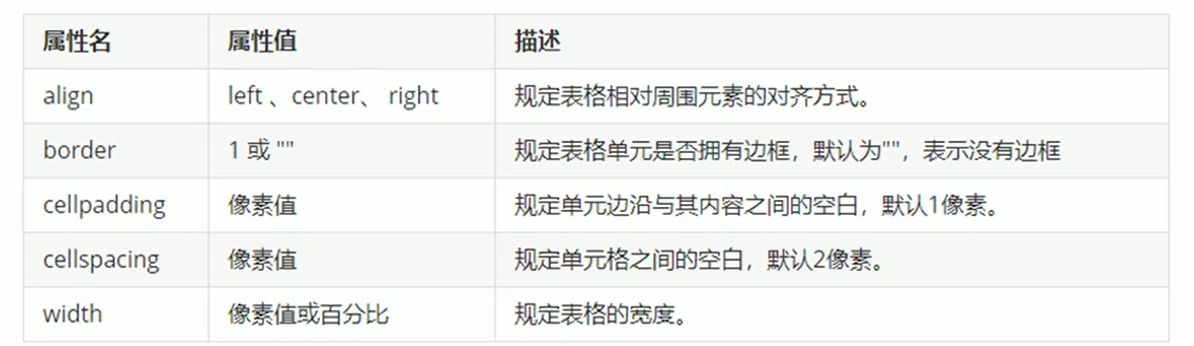 属性名 属性值 描述
align left 、center、 right 规定表格相对周围元素的对齐方式。
border 1 或 "" 规定表格单元是否拥有边框，默认为""，表示没有边框
cellpadding 像素值 规定单元边沿与其内容之间的空白，默认1像素。
cellspacing 像素值 规定单元格之间的空白，默认2像素。
width 像素值或百分比 规定表格的宽度。